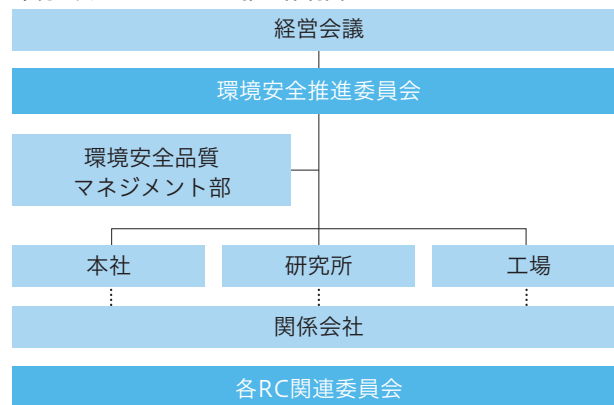 経営会議
環境安全推進委員会
環境安全品質
マネジメント部
本社
研究所
工場
関係会社
各RC関連委員会